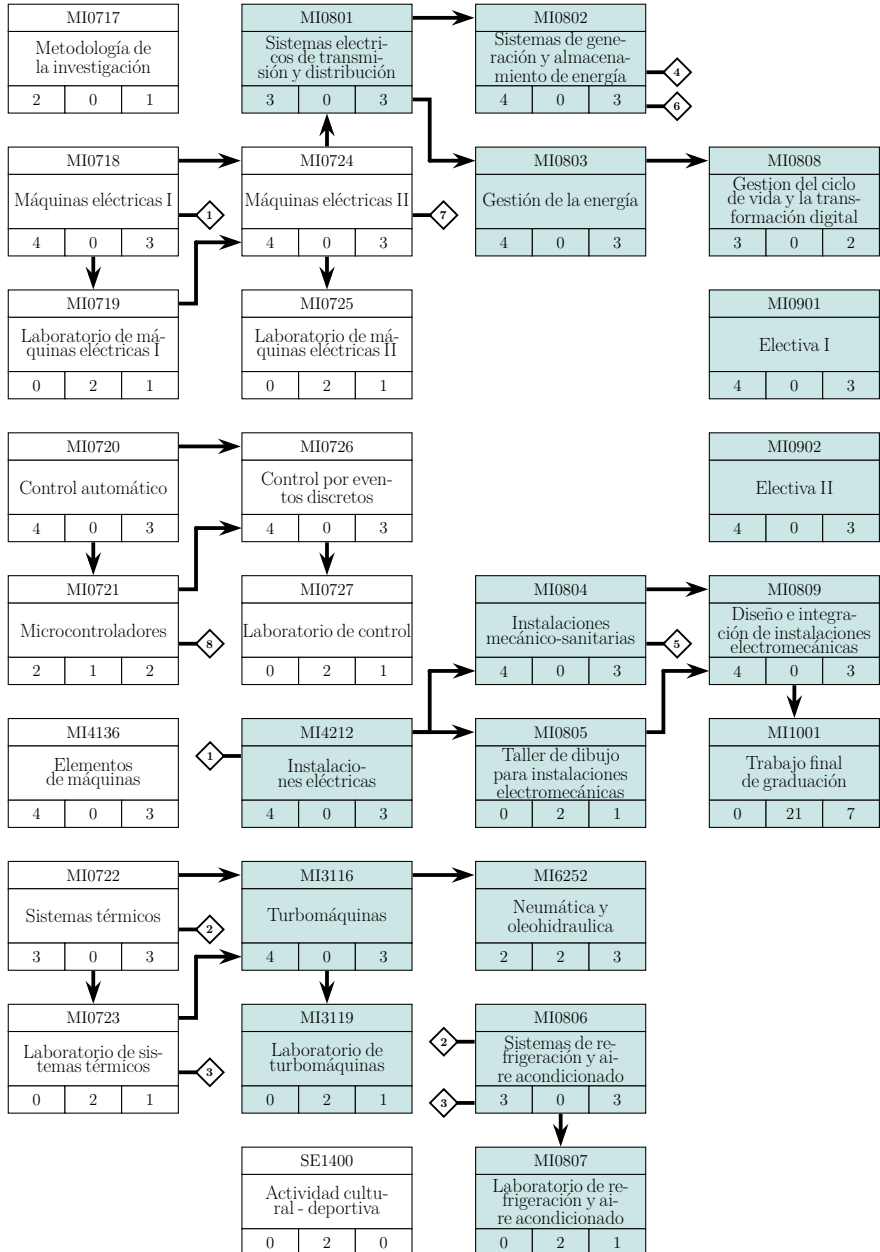 MI0717
Metodología de
la investigación
2 0 1
MI0801
Sistemas electri-
cos de transmi-
sión y distribución
3 0 3
MI0802
Sistemas de gene-
ración y almacena-
miento de energía
4 0 3
4
6
MI0718
Máquinas eléctricas I
4 0 3
1
MI0724
Máquinas eléctricas II
4 0 3
7
MI0803
Gestión de la energía
4 0 3
MI0808
Gestion del ciclo
de vida y la trans-
formación digital
3 0 2
MI0719
Laboratorio de má-
quinas eléctricas I
0 2 1
MI0725
Laboratorio de má-
quinas eléctricas II
0 2 1
MI0901
Electiva I
4 0 3
MI0720
Control automático
4 0 3
MI0726
Control por even-
tos discretos
4 0 3
MI0902
Electiva II
4 0 3
MI0721
Microcontroladores
2 1 2
8
MI0727
Laboratorio de control
0 2 1
MI0804
Instalaciones
mecánico-sanitarias
4 0 3
5
MI0809
Diseño e integra-
ción de instalaciones
electromecánicas
4 0 3
MI4136
Elementos
de máquinas
4 0 3
1
MI4212
Instalacio-
nes eléctricas
4 0 3
MI0805
Taller de dibujo
para instalaciones
electromecánicas
0 2 1
MI1001
Trabajo final
de graduación
0 21 7
MI0722
Sistemas térmicos
3 0 3
2
MI3116
Turbomáquinas
4 0 3
MI6252
Neumática y
oleohidraulica
2 2 3
MI0723
Laboratorio de sis-
temas térmicos
0 2 1
3
MI3119
Laboratorio de
turbomáquinas
0 2 1
2
3
MI0806
Sistemas de re-
frigeración y ai-
re acondicionado
3 0 3
SE1400
Actividad cultu-
ral - deportiva
0 2 0
MI0807
Laboratorio de re-
frigeración y ai-
re acondicionado
0 2 1